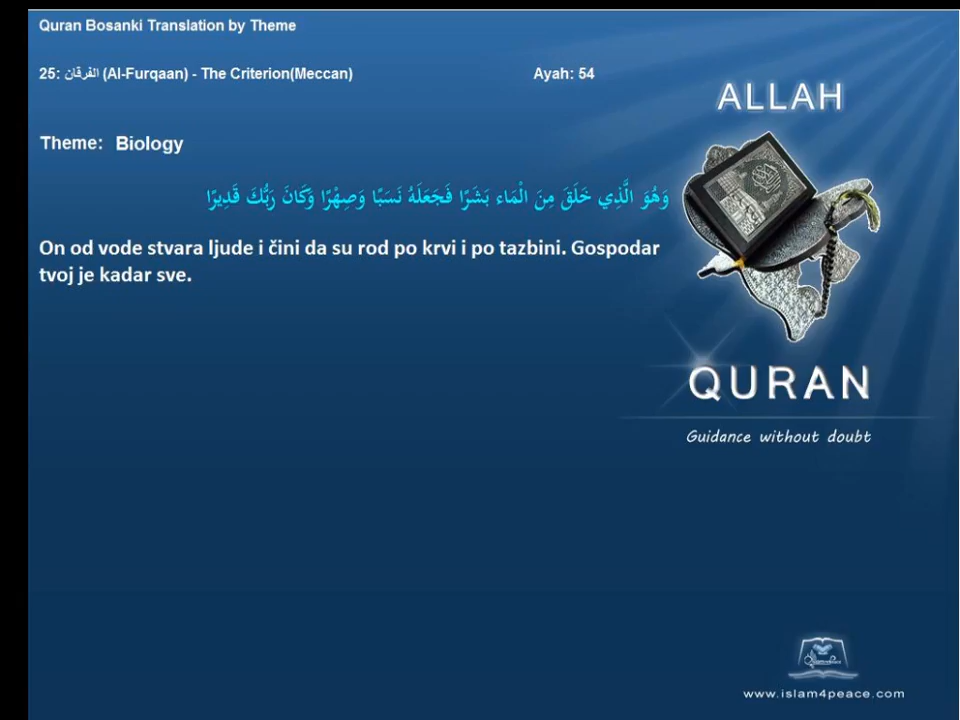 Quran Bosanki Translation by Theme
25: الفرقان (Al-Furqaan) - The Criterion(Meccan)
Ayah: 54
ALLAH
Theme: Biology
وَهُوَ الَّذِي خَلَقَ مِنَ الْمَاء بَشَرًا فَجَعَلَهُ نَسَبًا وَصِهْرًا وَكَانَ رَبُّكَ قَدِيرًا
On od vode stvara ljude i čini da su rod po krvi i po tazbini. Gospodar
tvoj je kadar sve.
QURAN
Guidance without doubt
www.islam4peace.com